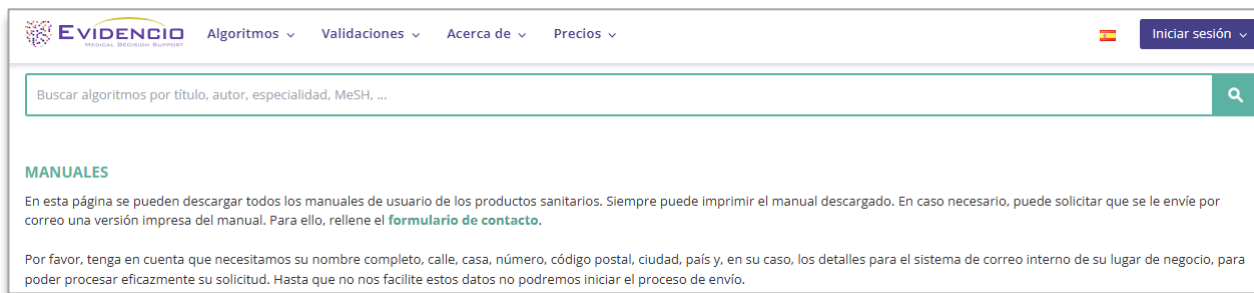 EVIDENCIO
MEDICAL DECISION SUPPORT
Algoritmos
Validaciones
Acerca de
Precios
Iniciar sesión
Buscar algoritmos por título, autor, especialidad, MeSH, ...
MANUALES
En esta página se pueden descargar todos los manuales de usuario de los productos sanitarios. Siempre puede imprimir el manual descargado. En caso necesario, puede solicitar que se le envíe por
correo una versión impresa del manual. Para ello, rellene el formulario de contacto.
Por favor, tenga en cuenta que necesitamos su nombre completo, calle, casa, número, código postal, ciudad, país y, en su caso, los detalles para el sistema de correo interno de su lugar de negocio, para
poder procesar eficazmente su solicitud. Hasta que no nos facilite estos datos no podremos iniciar el proceso de envío.